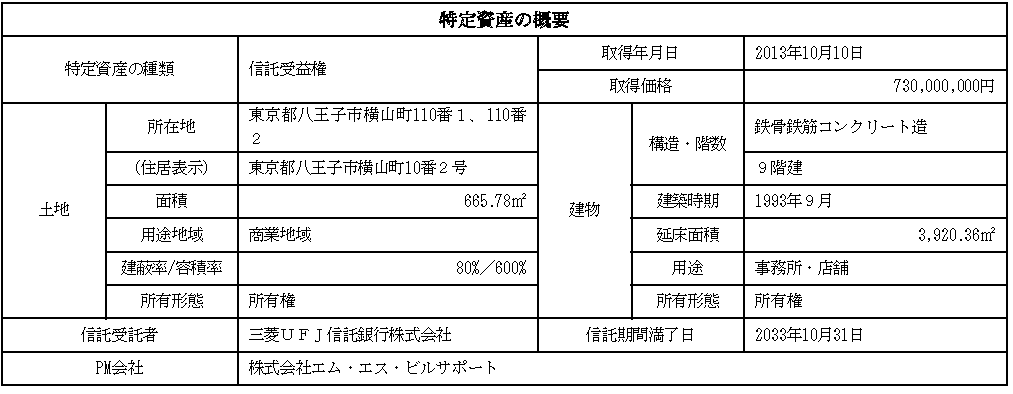 特定資産の概要
特定資産の種類 信託受益権 取得年月日 2013年10月10日
取得価格 730,000,000円
土地 所在地 東京都八王子市横山町110番１、110番
２
建物 構造・階数 鉄骨鉄筋コンクリート造
(住居表示) 東京都八王子市横山町10番２号 ９階建
面積 665.78㎡ 建築時期 1993年９月
用途地域 商業地域 延床面積 3,920.36㎡
建蔽率/容積率 80%／600% 用途 事務所・店舗
所有形態 所有権 所有形態 所有権
信託受託者 三菱ＵＦＪ信託銀行株式会社 信託期間満了日 2033年10月31日
PM会社 株式会社エム・エス・ビルサポート